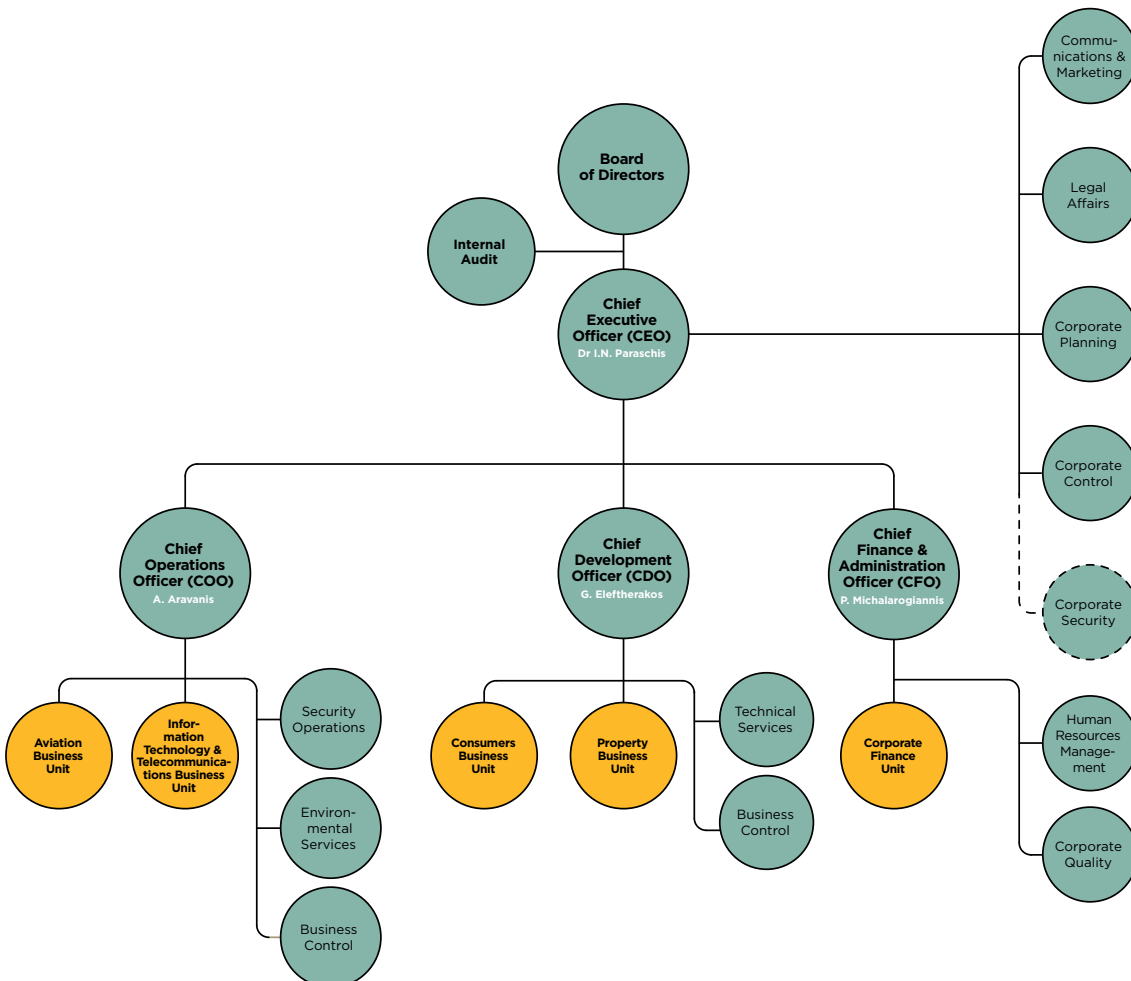 Commu-
nications &
Marketing
Board
of Directors
Legal
Affairs
Internal
Audit
Chief
Executive
Officer (CEO)
Dr I.N. Paraschis
Corporate
Planning
Corporate
Control
Chief
Operations
Officer (COO)
A. Aravanis
Chief
Development
Officer (CDO)
G. Eleftherakos
Chief
Finance &
Administration
Officer (CFO)
P. Michalarogiannis
Corporate
Security
Aviation
Business
Unit
Infor-
mation
Technology &
Telecommunica-
tions Business
Unit
Security
Operations
Environ-
mental
Services
Business
Control
Consumers
Business Unit
Property
Business
Unit
Technical
Services
Business
Control
Corporate
Finance Unit
Human
Resources
Manage-
ment
Corporate
Quality